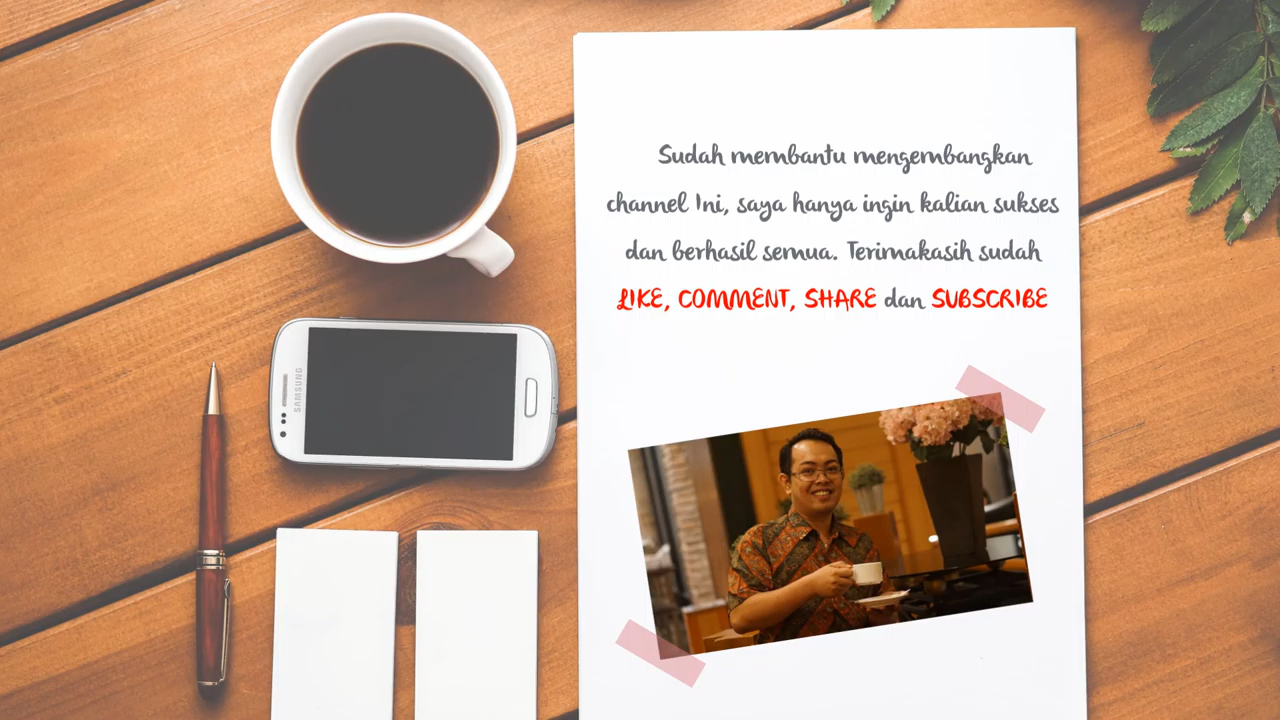 Sudah membantu mengembangkan
channel Ini, saya hanya ingin kalian sukses
dan berhasil semua. Terimakasih sudah
LIKE, COMMENT, SHARE dan SUBSCRIBE
SAMSUNG